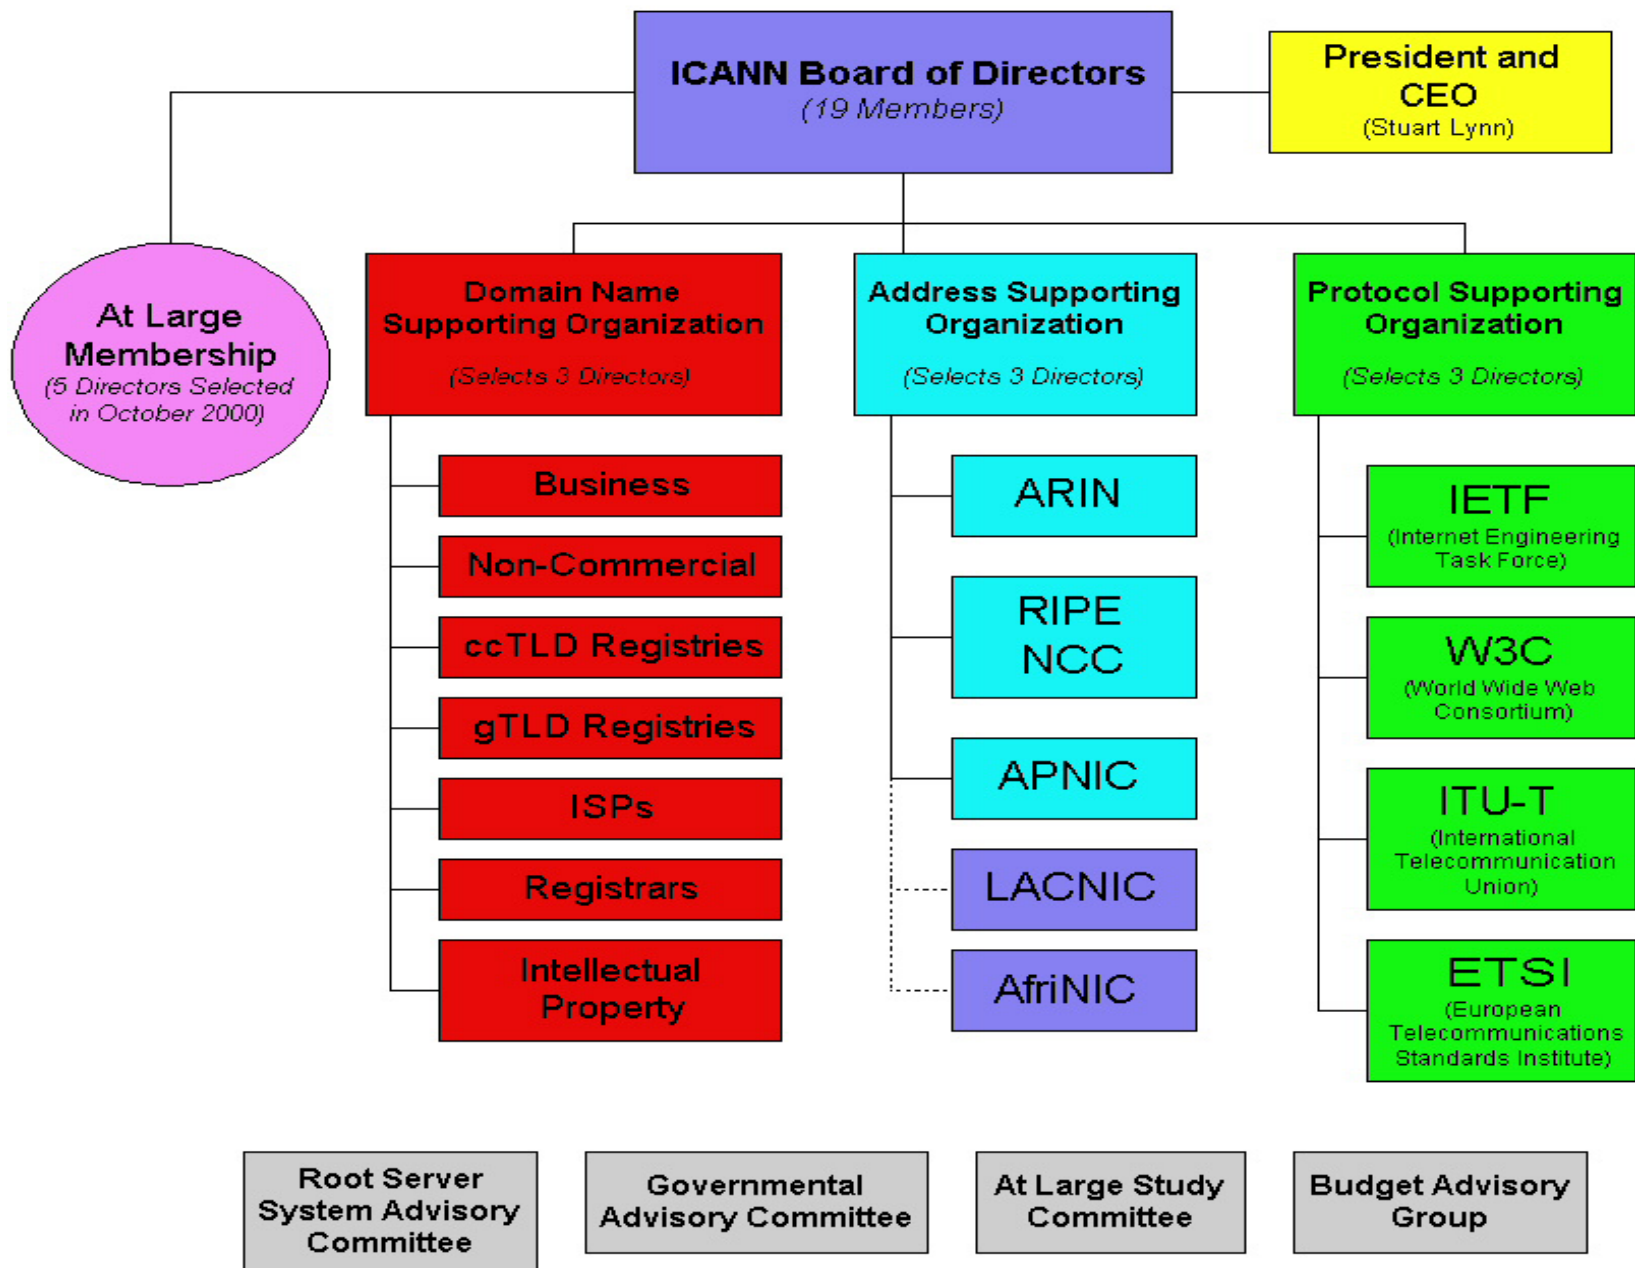 ICANN Board of Directors
(19 Members)
President and
CEO
(Stuart Lynn)
At Large
Membership
(5 Directors Selected
in October 2000)
Domain Name
Supporting Organization
(Selects 3 Directors)
Business
Non-Commercial
ccTLD Registries
gTLD Registries
ISPs
Registrars
Intellectual
Property
Address Supporting
Organization
(Selects 3 Directors)
ARIN
RIPE
NCC
APNIC
LACNIC
AfriNIC
Protocol Supporting
Organization
(Selects 3 Directors)
IETF
(Internet Engineering
Task Force)
W3C
(World Wide Web
Consortium)
ITU-T
(International
Telecommunication
Union)
ETSI
(European
Telecommunications
Standards Institute)
Root Server
System Advisory
Committee
Governmental
Advisory Committee
At Large Study
Committee
Budget Advisory
Group